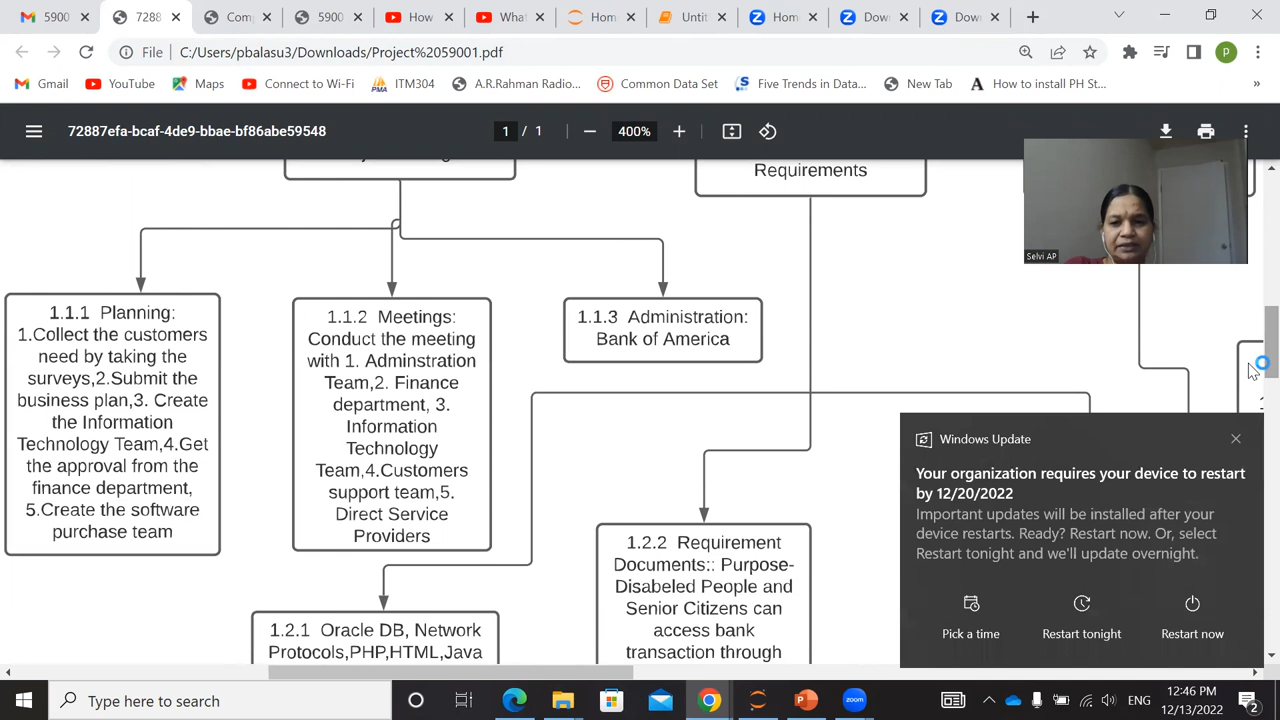 5900
7288
Comp
5900
How
What
Hom
Untit
Hom
Dow
Dow
File
C:/Users/pbalasu3/Downloads/Project%2059001.pdf
p
Gmail
YouTube
Maps
Connect to Wi-Fi
ITM304
A.R.Rahman Radio...
Common Data Set
Five Trends in Data...
New Tab
How to install PH St...
»
72887efa-bcaf-4de9-bbae-bf86abe59548
1 / 1
400%
Requirements
Selvi AP
1.1.1 Planning:
1.Collect the customers
need by taking the
surveys,2.Submit the
business plan,3. Create
the Information
Technology Team,4.Get
the approval from the
finance department,
5.Create the software
purchase team
1.1.2 Meetings:
Conduct the meeting
with 1. Adminstration
Team,2. Finance
department, 3.
Information
Technology
Team,4.Customers
support team,5.
Direct Service
Providers
1.1.3 Administration:
Bank of America
1.2.1 Oracle DB, Network
Protocols,PHP,HTML,Java
1.2.2 Requirement
Documents:: Purpose-
Disabeled People and
Senior Citizens can
access bank
transaction through
Windows Update
Your organization requires your device to restart
by 12/20/2022
Important updates will be installed after your
device restarts. Ready? Restart now. Or, select
Restart tonight and we'll update overnight.
Pick a time
Restart tonight
Restart now
Type here to search
ENG
12:46 PM
12/13/2022
2